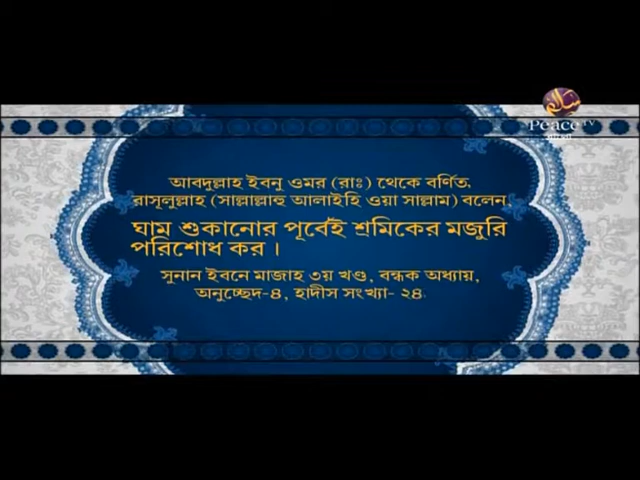 سلام
Peace TV
বাংলা
আবদুল্লাহ ইবনু ওমর (রাঃ) থেকে বর্ণিত,
রাসূলুল্লাহ (সাল্লাল্লাহু আলাইহি ওয়া সাল্লাম) বলেন,
ঘাম শুকানোর পূর্বেই শ্রমিকের মজুরি
পরিশোধ কর ।
সুনান ইবনে মাজাহ ৩য় খণ্ড, বন্ধক অধ্যায়,
অনুচ্ছেদ-৪, হাদীস সংখ্যা- ২৪